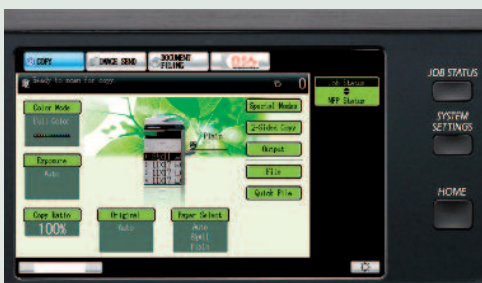 COPY
IMAGE SEND
DOCUMENT
FILING
Ready to scan for copy.
0
Job Status
MFP Status
Color Mode
Full Color
Exposure
Auto
Copy Ratio
100%
Original
Auto
Paper Select
Auto
Plain
Plain
Special Modes
2-Sided Copy
Output
File
Quick File
JOB STATUS
SYSTEM
SETTINGS
HOME